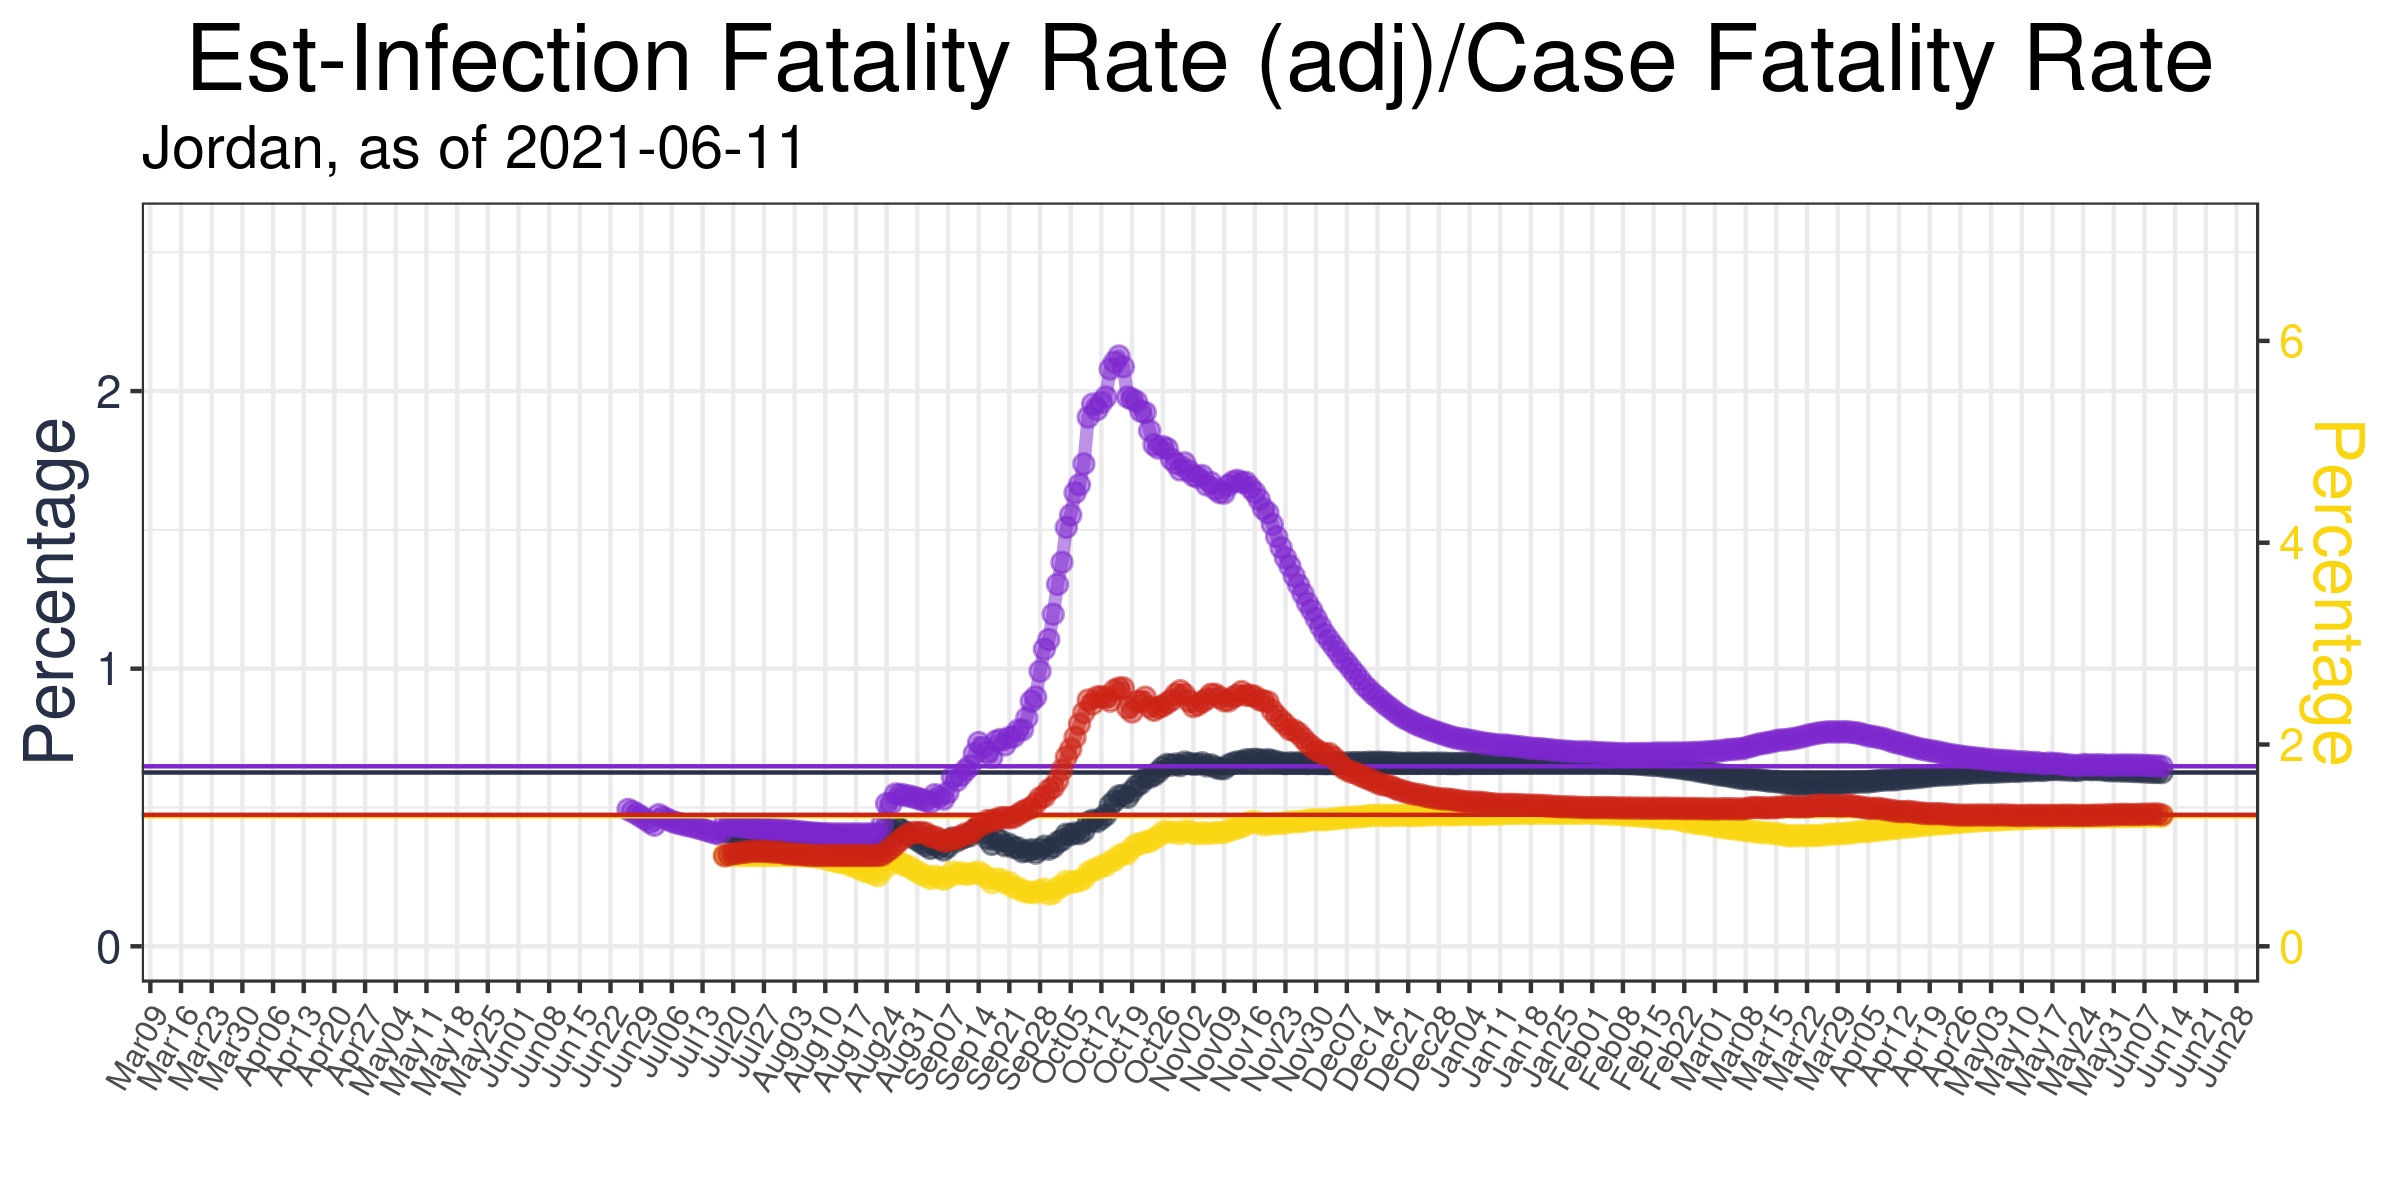 Est-Infection Fatality Rate (adj)/Case Fatality Rate
Jordan, as of 2021-06-11
Percentage
2
1
0
6
4
2
0
Percentage
Mar09
Mar16
Mar23
Mar30
Apr06
Apr13
Apr20
Apr27
May04
May11
May18
May25
Jun01
Jun08
Jun15
Jun22
Jun29
Jul06
Jul13
Jul20
Jul27
Aug03
Aug10
Aug17
Aug24
Aug31
Sep07
Sep14
Sep21
Sep28
Oct05
Oct12
Oct19
Oct26
Nov02
Nov09
Nov16
Nov23
Nov30
Dec07
Dec14
Dec21
Dec28
Jan04
Jan11
Jan18
Jan25
Feb01
Feb08
Feb15
Feb22
Mar01
Mar08
Mar15
Mar22
Mar29
Apr05
Apr12
Apr19
Apr26
May03
May10
May17
May24
May31
Jun07
Jun14
Jun21
Jun28